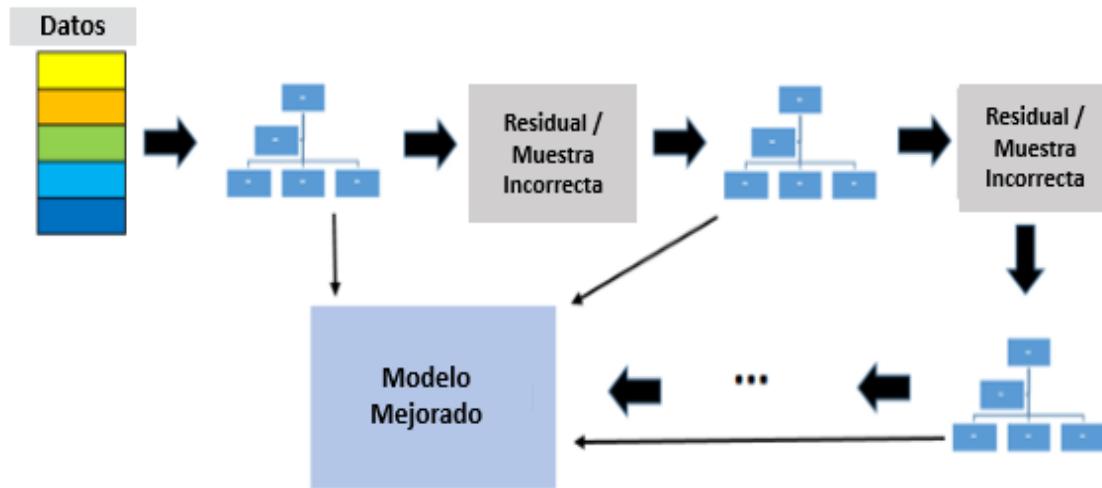 Datos
Residual /
Muestra
Incorrecta
Residual /
Muestra
Incorrecta
Modelo
Mejorado
...